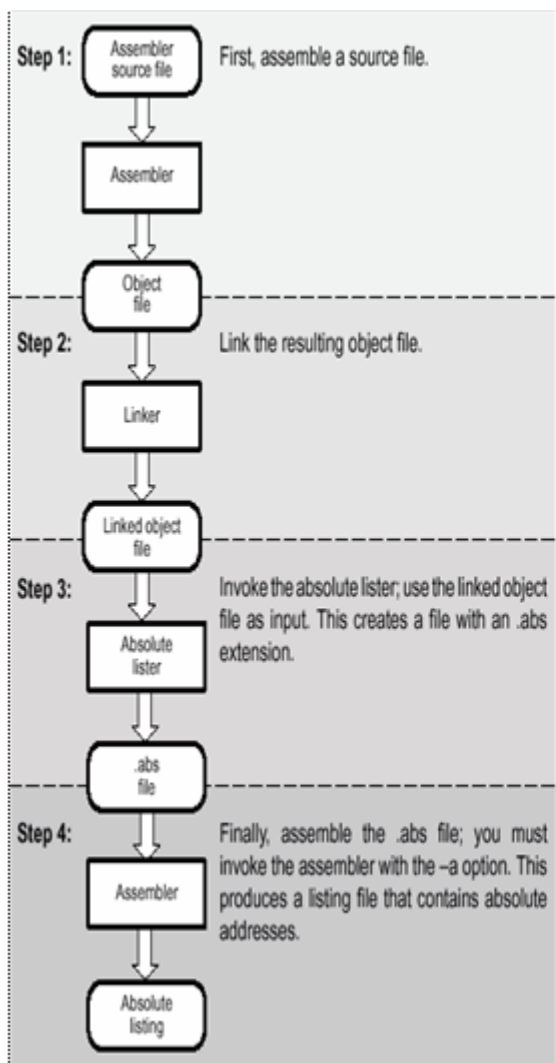 Step 1:
Assembler
source file
First, assemble a source file.
Assembler
Object
file
Step 2:
Link the resulting object file.
Linker
Linked object
file
Step 3:
Invoke the absolute lister; use the linked object
file as input. This creates a file with an .abs
extension.
Absolute
lister
.abs
file
Step 4:
Finally, assemble the .abs file; you must
invoke the assembler with the –a option. This
produces a listing file that contains absolute
addresses.
Assembler
Absolute
listing